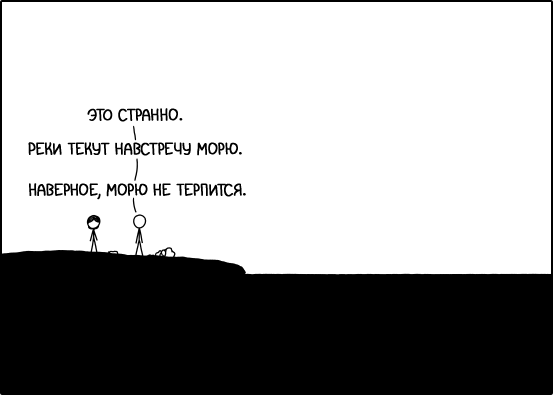 ЭТО СТРАННО.
РЕКИ ТЕКУТ НАВСТРЕЧУ МОРЮ.
НАВЕРНОЕ, МОРЮ НЕ ТЕРПИТСЯ.